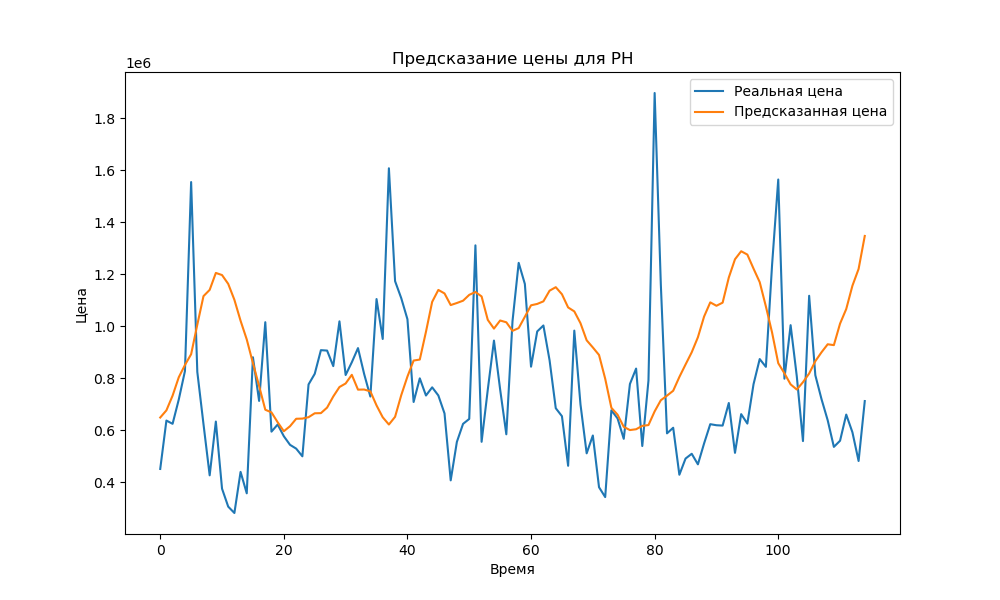 Предсказание цены для PH
1e6
Реальная цена
Предсказанная цена
1.8
1.6
1.4
1.2
1.0
0.8
0.6
0.4
Цена
0 20 40 60 80 100
Время